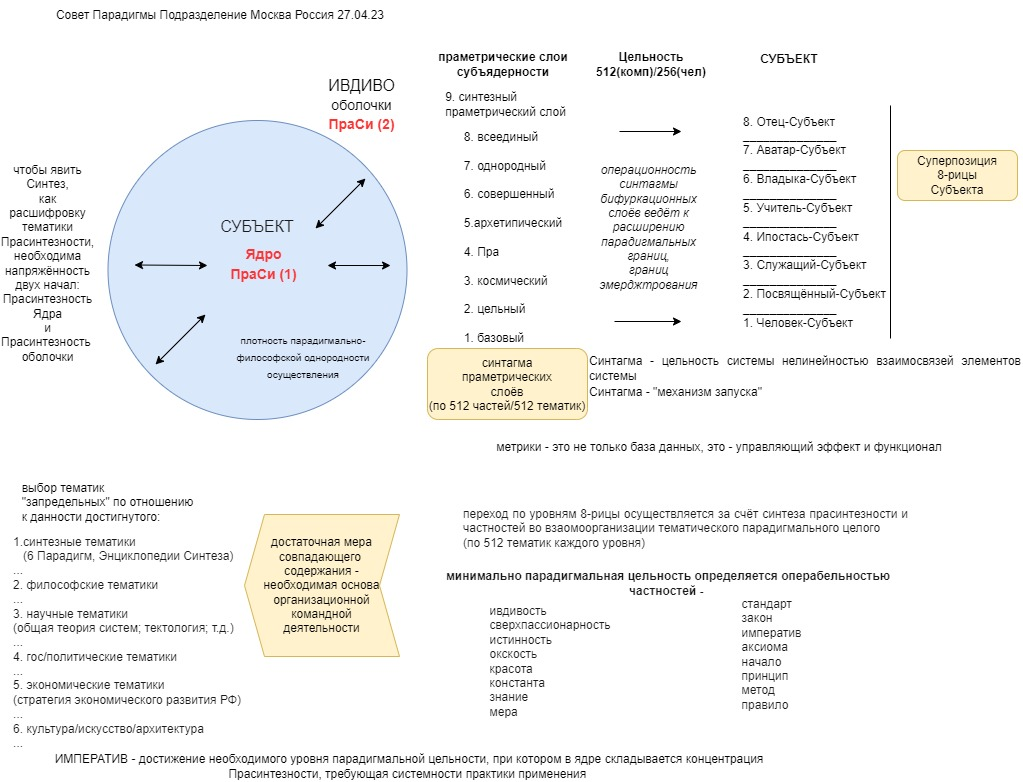 Совет Парадигмы Подразделение Москва Россия 27.04.23
ИВДИВО
оболочки
ПраСи (2)
чтобы явить
Синтез,
как
расшифровку
тематики
Прасинтезности,
необходима
напряжённость
двух начал:
Прасинтезность
Ядра
и
Прасинтезность
оболочки
СУБЪЕКТ
Ядро
ПраСи (1)
плотность парадигмально-
философской однородности
осуществления
праметрические слои
субъядерности
9. синтезный
праметрический слой
8. всеединый
7. однородный
6. совершенный
5.архетипический
4. Пра
3. космический
2. цельный
1. базовый
синтагма
праметрических
слоёв
(по 512 частей/512 тематик)
Цельность
512(комп)/256(чел)
операционность
синтагмы
бифуркационных
слоёв ведёт к
расширению
парадигмальных
границ,
границ
эмерджтрования
СУБЪЕКТ
8. Отец-Субъект
7. Аватар-Субъект
6. Владыка-Субъект
5. Учитель-Субъект
4. Ипостась-Субъект
3. Служащий-Субъект
2. Посвящённый-Субъект
1. Человек-Субъект
Суперпозиция
8-рицы
Субъекта
Синтагма - цельность системы нелинейностью взаимосвязей элементов
системы
Синтагма - "механизм запуска"
метрики - это не только база данных, это - управляющий эффект и функционал
выбор тематик
"запредельных" по отношению
к данности достигнутого:
1.синтезные тематики
(6 Парадигм, Энциклопедии Синтеза)
...
2. философские тематики
...
3. научные тематики
(общая теория систем; тектология; т.д.)
...
4. гос/политические тематики
...
5. экономические тематики
(стратегия экономического развития РФ)
...
6. культура/искусство/архитектура
...
достаточная мера
совпадающего
содержания -
необходимая основа
организационной
командной
деятельности
переход по уровням 8-рицы осуществляется за счёт синтеза прасинтезности и
частностей во взаомоорганизации тематического парадигмального целого
(по 512 тематик каждого уровня)
минимально парадигмальная цельность определяется операбельностью
частностей -
ивдивость
сверхпассионарность
истинность
окскость
красота
константа
знание
мера
стандарт
закон
императив
аксиома
начало
принцип
метод
правило
ИМПЕРАТИВ - достижение необходимого уровня парадигмальной цельности, при котором в ядре складывается концентрация
Прасинтезности, требующая системности практики применения